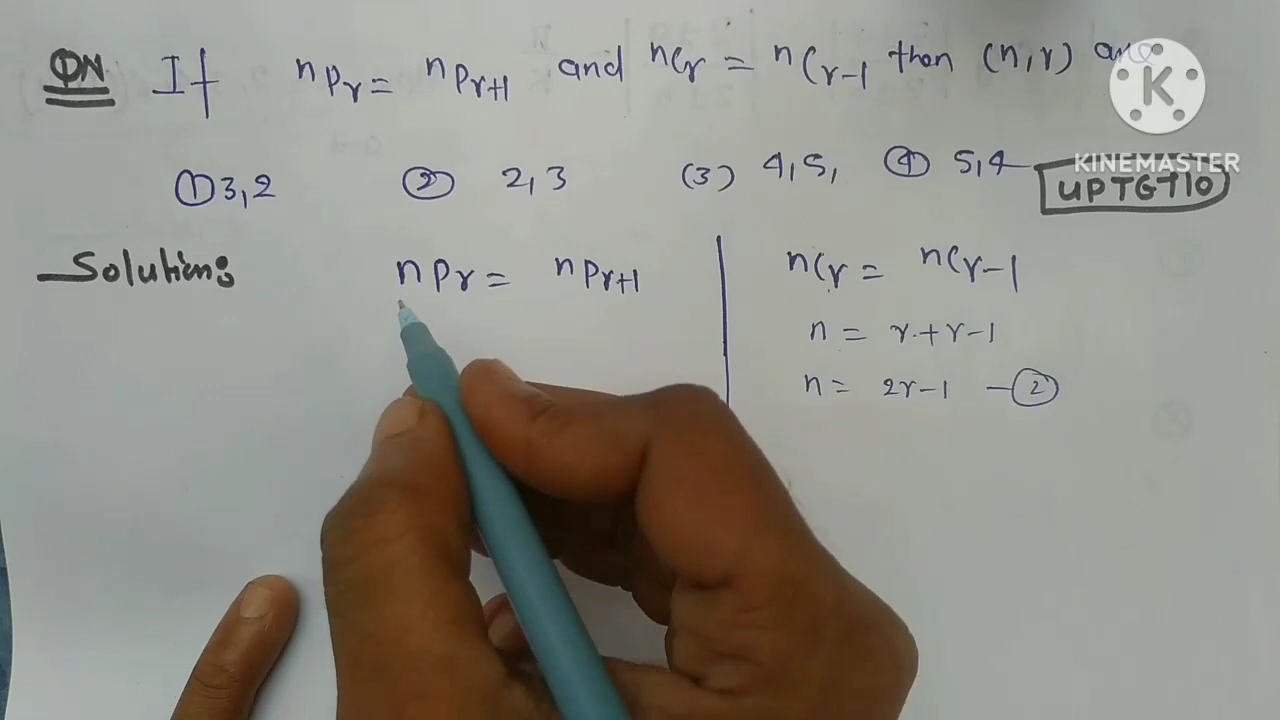 QN If nPr = nPr+1 and nCr = nCr-1 then (n,r) are
① 3,2 ② 2,3 (3) 4,5, ④ 5,4
K
KINEMASTER
UPTGT10
Solution: nPr = nPr+1 nCr = nCr-1
n = r+r-1
n = 2r-1 —②